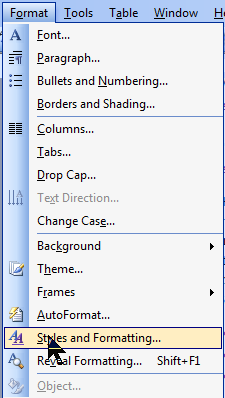 Format Tools Table Window H
Font...
Paragraph...
Bullets and Numbering...
Borders and Shading...
Columns...
Tabs...
Drop Cap...
Text Direction...
Change Case...
Background
Theme...
Frames
AutoFormat...
Styles and Formatting...
Reveal Formatting... Shift+F1
Object...